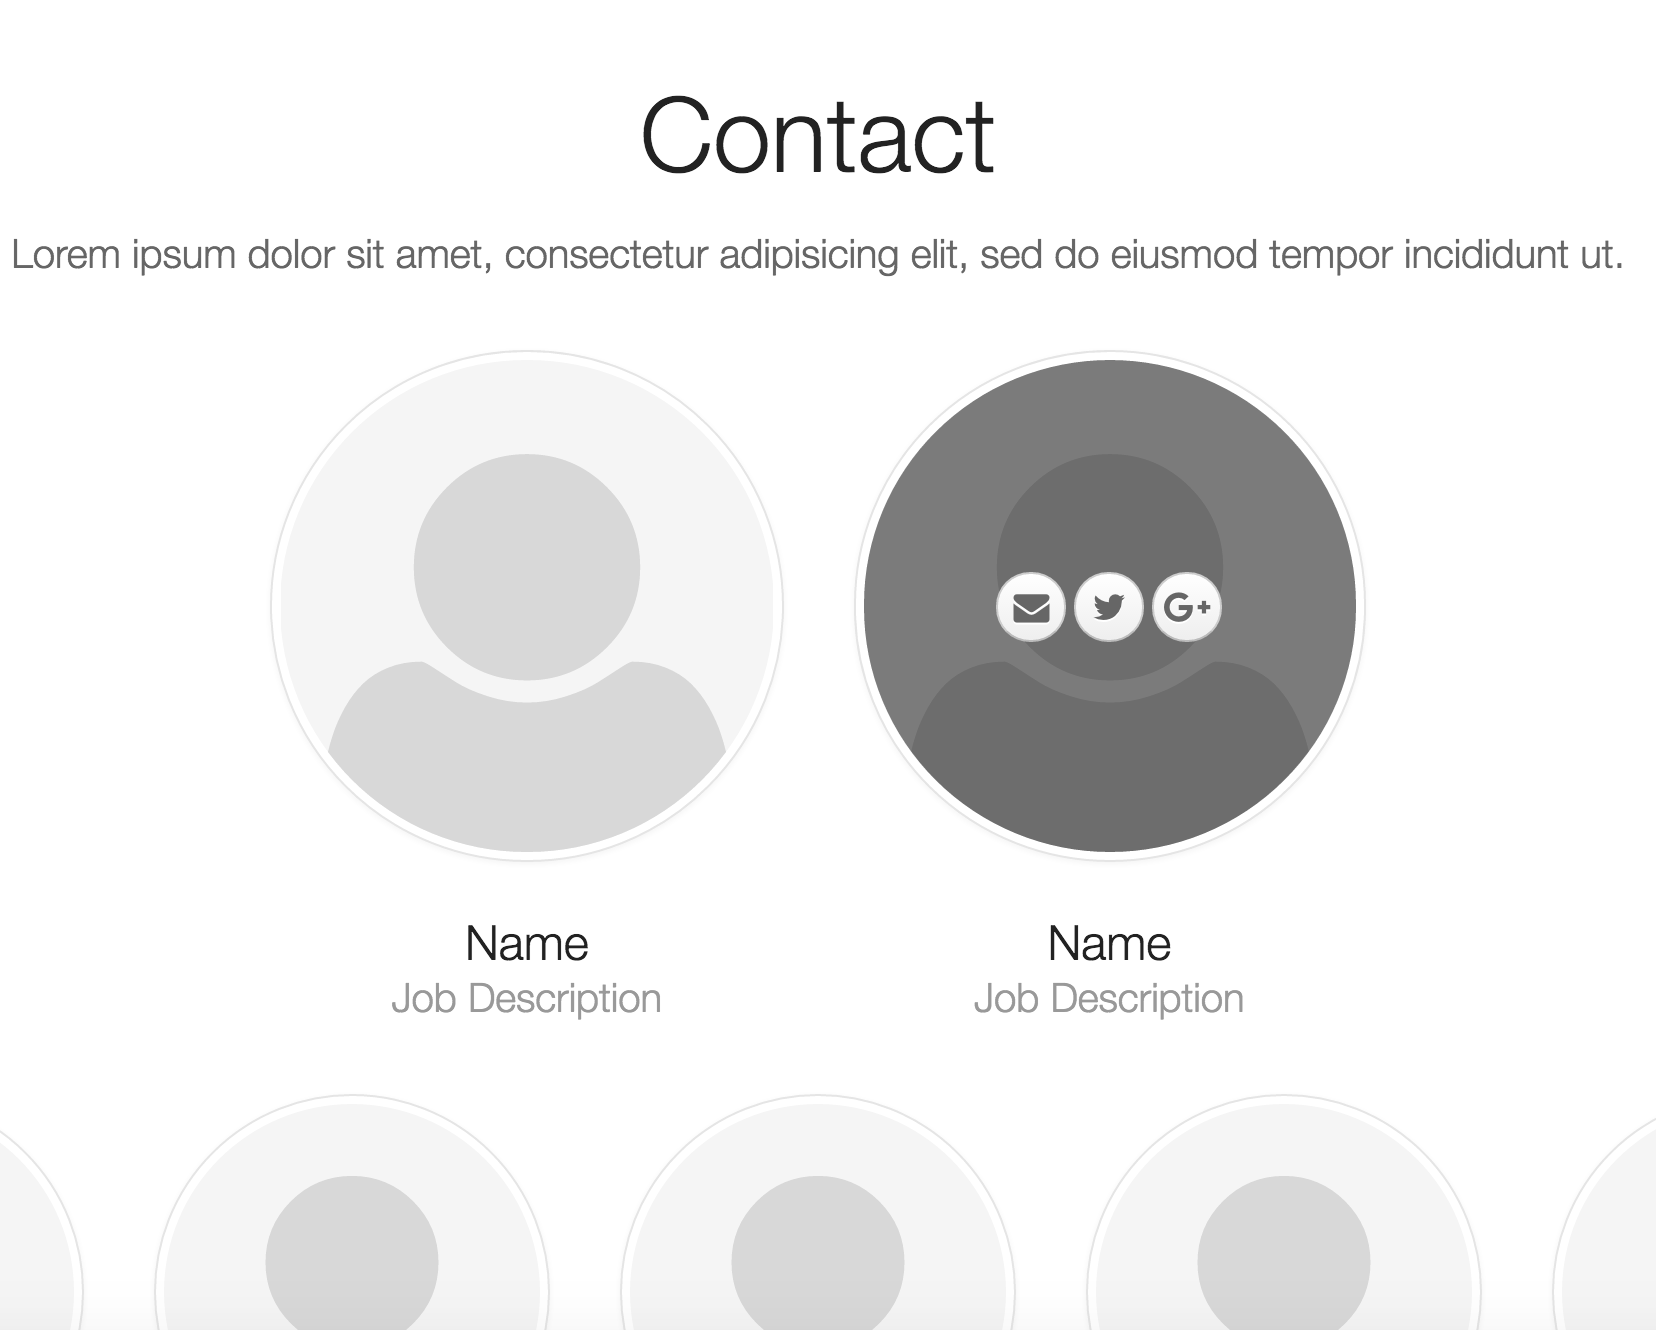 Contact
Lorem ipsum dolor sit amet, consectetur adipisicing elit, sed do eiusmod tempor incididunt ut.
G+
Name
Name
Job Description
Job Description